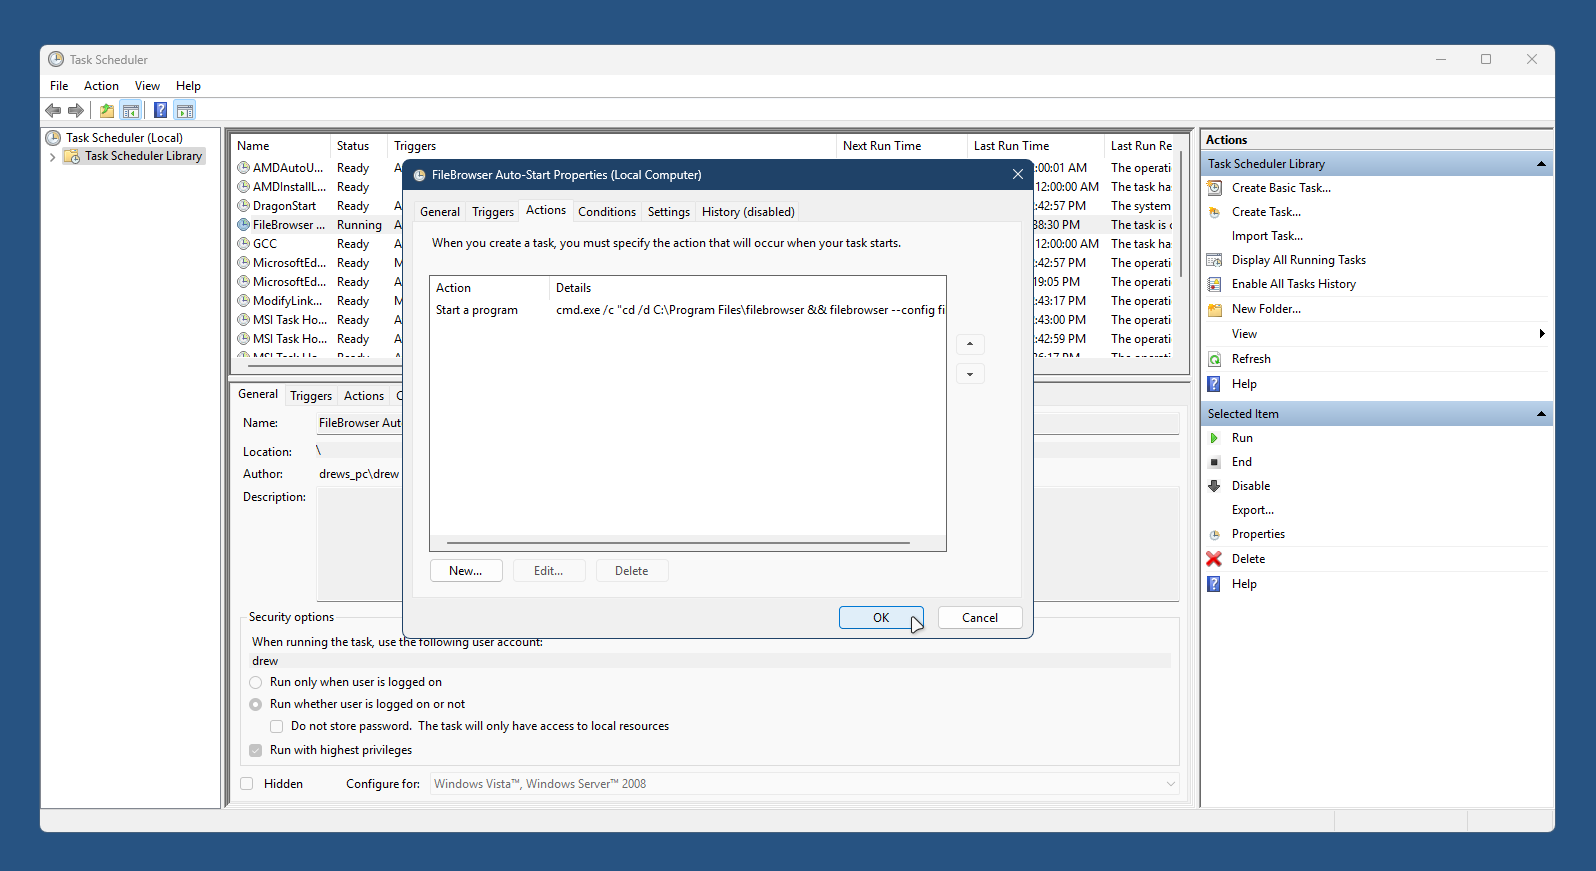 Task Scheduler
File Action View Help
Task Scheduler (Local)
Task Scheduler Library
Name Status Triggers Next Run Time Last Run Time Last Run Re
AMDAutoU... Ready A :00:01 AM The operati
AMDInstallL... Ready 12:00:00 AM The task ha
DragonStart Ready A :42:57 PM The system
FileBrowser ... Running A 38:30 PM The task is
GCC Ready A 12:00:00 AM The task ha
MicrosoftEd... Ready M :42:57 PM The operati
MicrosoftEd... Ready A 19:05 PM The operati
ModifyLink... Ready M :43:17 PM The operati
MSI Task Ho... Ready A :43:00 PM The operati
MSI Task Ho... Ready A :42:59 PM The operati
FileBrowser Auto-Start Properties (Local Computer)
General Triggers Actions Conditions Settings History (disabled)
When you create a task, you must specify the action that will occur when your task starts.
Action Details
Start a program cmd.exe /c "cd /d C:\Program Files\filebrowser && filebrowser --config fi
New... Edit... Delete
OK Cancel
General Triggers Actions C
Name: FileBrowser Aut
Location: \
Author: drews_pc\drew
Description:
Security options
When running the task, use the following user account:
drew
Run only when user is logged on
Run whether user is logged on or not
Do not store password. The task will only have access to local resources
Run with highest privileges
Hidden Configure for: Windows Vista™, Windows Server™ 2008
Actions
Task Scheduler Library
Create Basic Task...
Create Task...
Import Task...
Display All Running Tasks
Enable All Tasks History
New Folder...
View
Refresh
Help
Selected Item
Run
End
Disable
Export...
Properties
Delete
Help